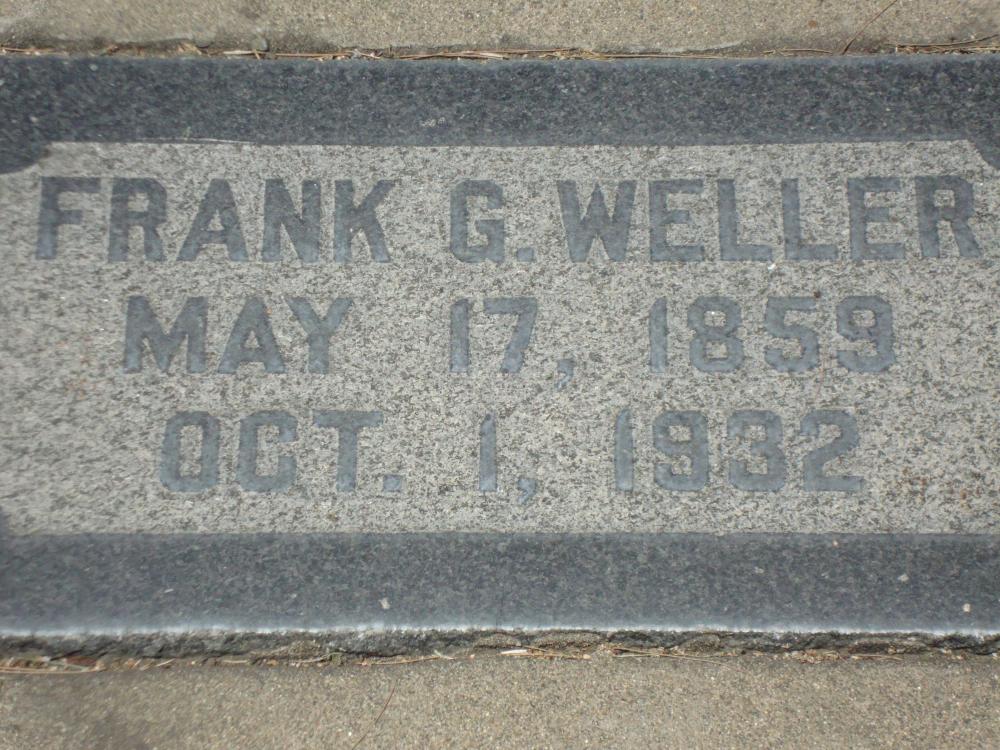 FRANK G. WELLER
MAY 17, 1859
OCT. 1, 1932